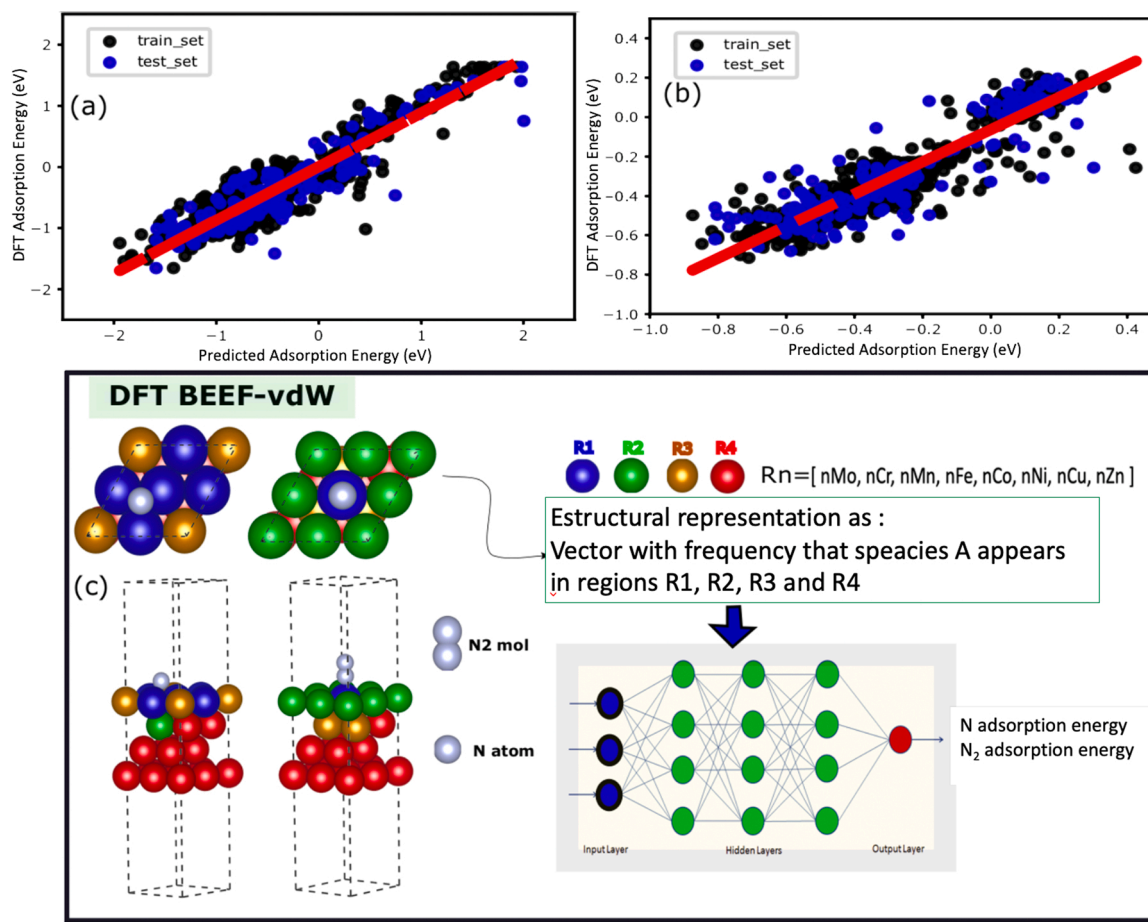 train_set
test_set
(a)
DFT Adsorption Energy (eV)
2
1
0
−1
−2
−2
−1
0
1
2
Predicted Adsorption Energy (eV)
train_set
test_set
(b)
DFT Adsorption Energy (eV)
0.4
0.2
0.0
−0.2
−0.4
−0.6
−0.8
−1.0
−1.0
−0.8
−0.6
−0.4
−0.2
0.0
0.2
0.4
Predicted Adsorption Energy (eV)
DFT BEEF-vdW
R1 R2 R3 R4
Rn=[ nMo, nCr, nMn, nFe, nCo, nNi, nCu, nZn ]
Estructural representation as :
Vector with frequency that speacies A appears
in regions R1, R2, R3 and R4
(c)
N2 mol
N atom
Input Layer
Hidden Layers
Output Layer
N adsorption energy
N₂ adsorption energy